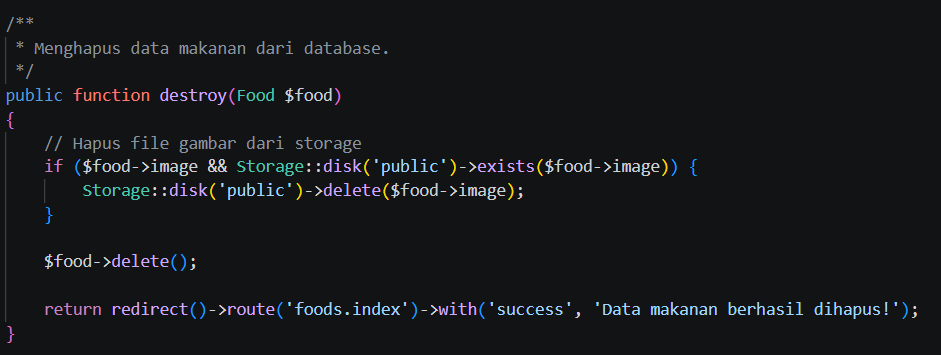 /**
 * Menghapus data makanan dari database.
 */
public function destroy(Food $food)
{
    // Hapus file gambar dari storage
    if ($food->image && Storage::disk('public')->exists($food->image)) {
        Storage::disk('public')->delete($food->image);
    }

    $food->delete();

    return redirect()->route('foods.index')->with('success', 'Data makanan berhasil dihapus!');
}